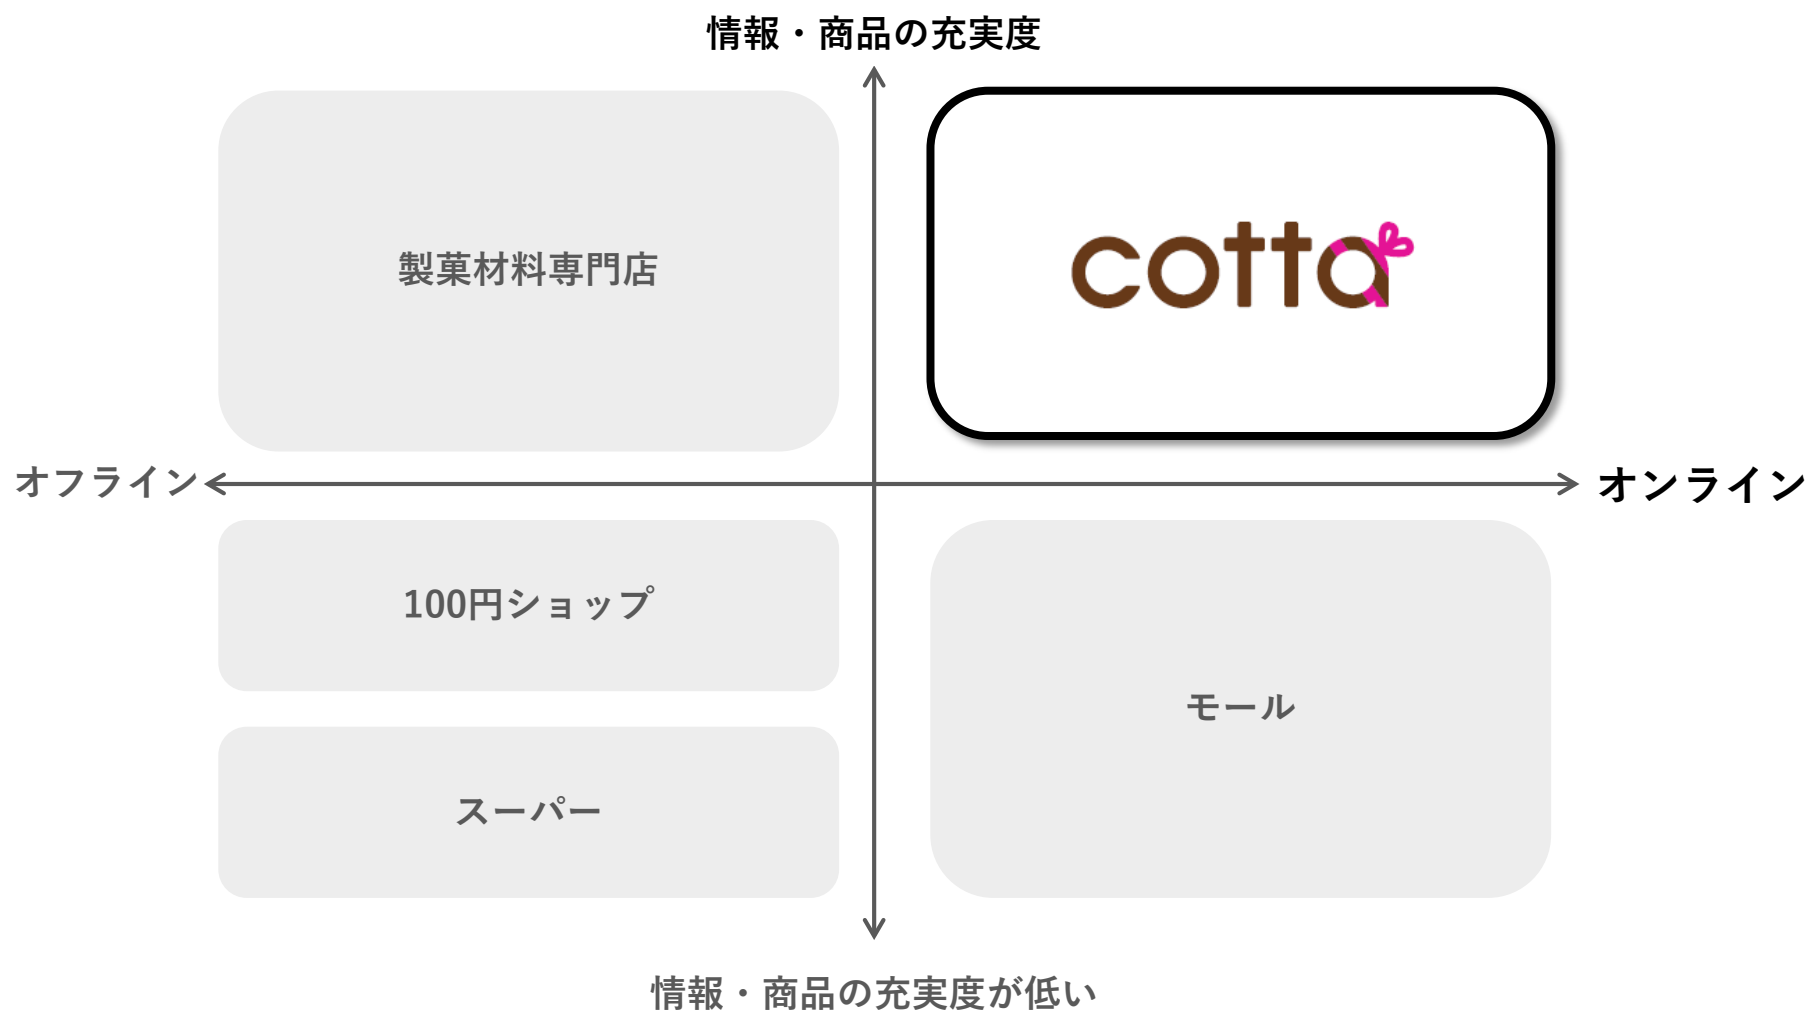 情報・商品の充実度
製菓材料専門店
cotta
オフライン
オンライン
100円ショップ
モール
スーパー
情報・商品の充実度が低い